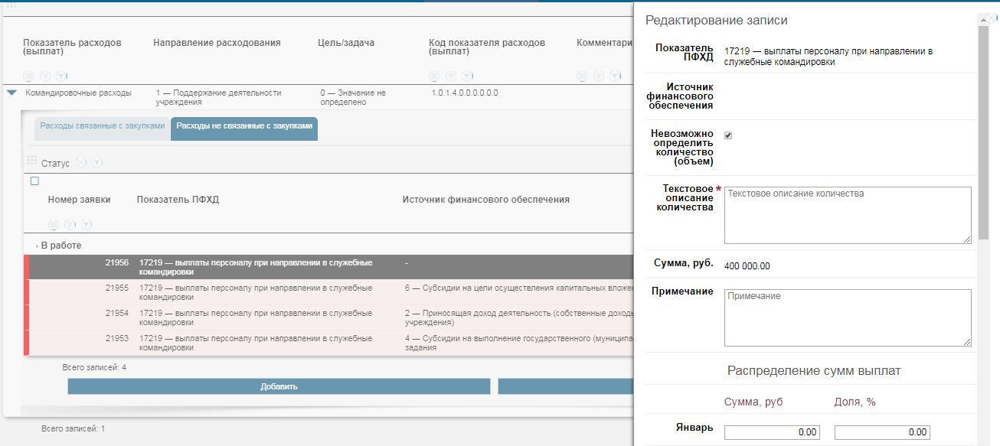 Показатель расходов
(выплат)
Направление расходования
Цель/задача
Код показателя расходов
(выплат)
Комментари
Командировочные расходы
1 — Поддержание деятельности
учреждения
0 — Значение не
определено
1.0.1.4.0.0.0.0.0.0
Расходы связанные с закупками
Расходы не связанные с закупками
Статус
Номер заявки
Показатель ПФХД
Источник финансового обеспечения
› В работе
21956
17219 — выплаты персоналу при направлении в служебные
командировки
-
21955
17219 — выплаты персоналу при направлении в служебные
командировки
6 — Субсидии на цели осуществления капитальных вложен
21954
17219 — выплаты персоналу при направлении в служебные
командировки
2 — Приносящая доход деятельность (собственные доходы
учреждения)
21953
17219 — выплаты персоналу при направлении в служебные
командировки
4 — Субсидии на выполнение государственного (муниципа
задания
Всего записей: 4
Добавить
Всего записей: 1
Редактирование записи
Показатель
ПФХД
17219 — выплаты персоналу при направлении в
служебные командировки
Источник
финансового
обеспечения
Невозможно
определить
количество
(объем)
Текстовое *
описание
количества
Текстовое описание количества
Сумма, руб.
400 000.00
Примечание
Примечание
Распределение сумм выплат
Сумма, руб
Доля, %
Январь
0.00
0.00